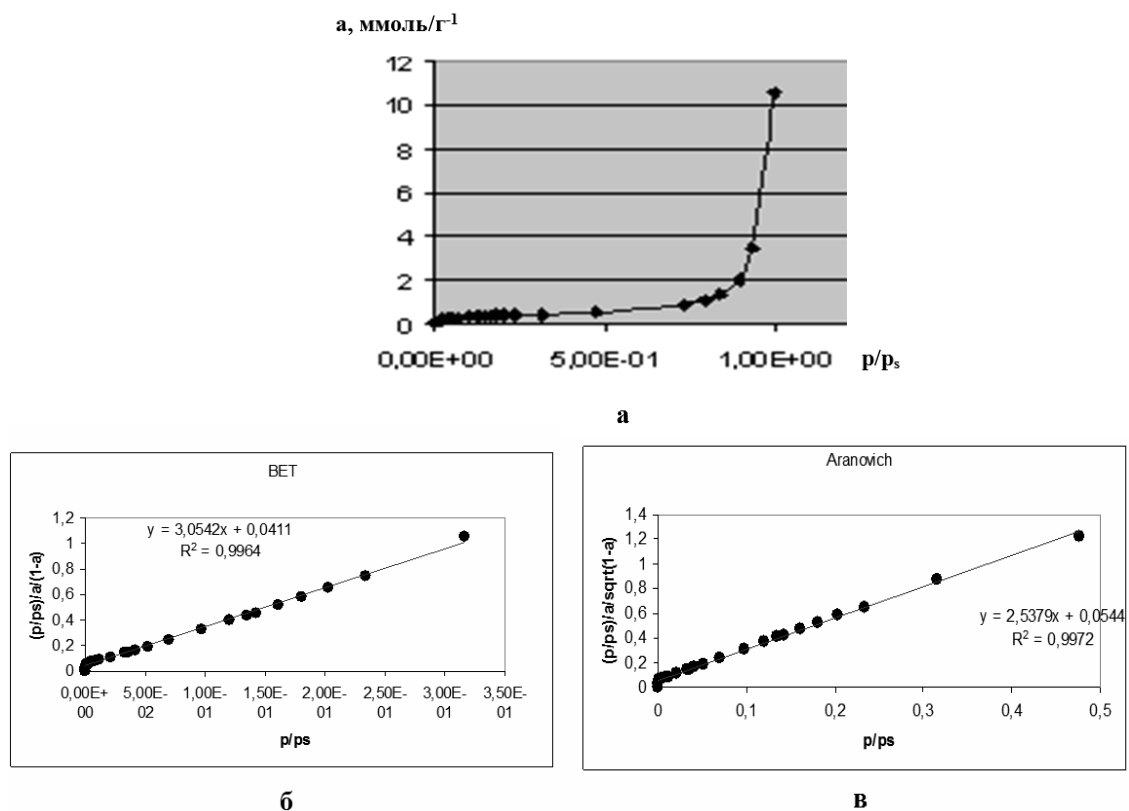 а, ммоль/г-1
12
10
8
6
4
2
0
0,00E+00 5,00E-01 1,00E+00 p/ps
а
BET
y = 3,0542x + 0,0411
R2 = 0,9964
(p/ps)/a/(1-a)
1,2
1
0,8
0,6
0,4
0,2
0
0,00E+ 5,00E- 1,00E- 1,50E- 2,00E- 2,50E- 3,00E- 3,50E-
00 02 01 01 01 01 01 01
p/ps
б
Aranovich
(p/ps)/a/sqrt(1-a)
1,4
1,2
1
0,8
0,6
0,4
0,2
0
y = 2,5379x + 0,0544
R2 = 0,9972
0 0,1 0,2 0,3 0,4 0,5
p/ps
в